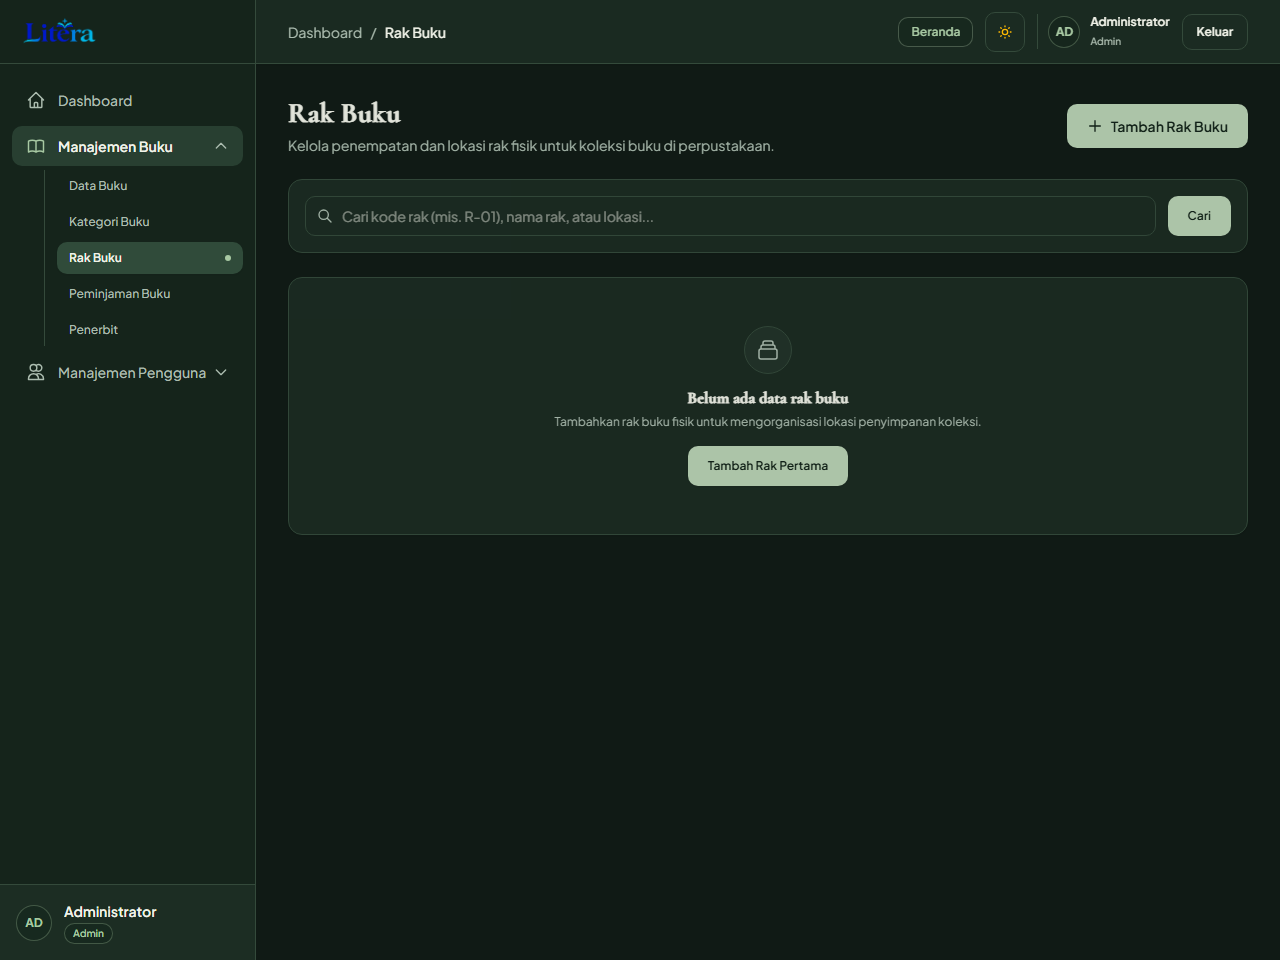 Litera
Dashboard / Rak Buku
Beranda
AD
Administrator
Admin
Keluar
Dashboard
Manajemen Buku
Data Buku
Kategori Buku
Rak Buku
Peminjaman Buku
Penerbit
Manajemen Pengguna
Rak Buku
Kelola penempatan dan lokasi rak fisik untuk koleksi buku di perpustakaan.
Tambah Rak Buku
Cari kode rak (mis. R-01), nama rak, atau lokasi...
Cari
Belum ada data rak buku
Tambahkan rak buku fisik untuk mengorganisasi lokasi penyimpanan koleksi.
Tambah Rak Pertama
AD
Administrator
Admin